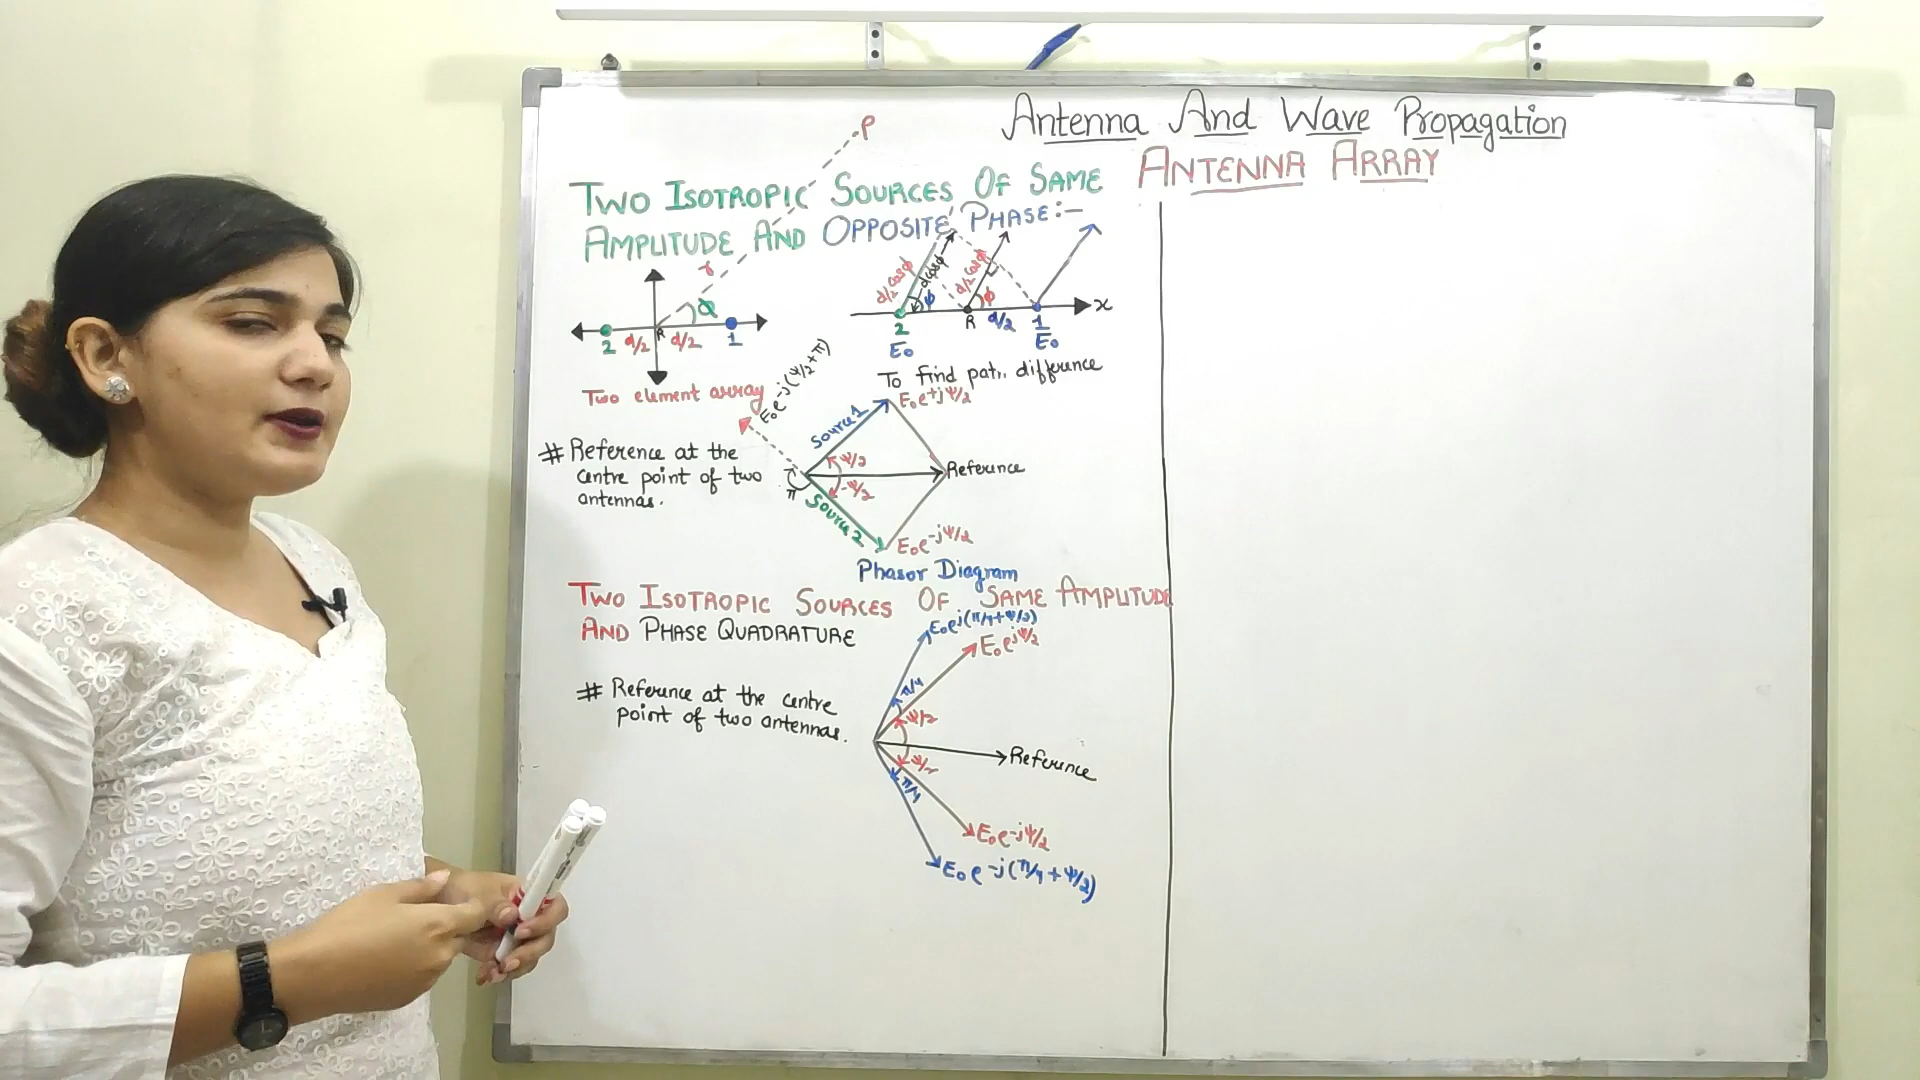 Antenna And Wave Propagation
ANTENNA ARRAY
TWO ISOTROPIC SOURCES OF SAME
AMPLITUDE AND OPPOSITE PHASE:-
P
r
R
2
d/2
d/2
1
Two element array
d/2 cosϕ
dcosϕ
ϕ
d/2 cosϕ
ϕ
x
2
R
d/2
1
E₀
E₀
To find path difference
# Reference at the
centre point of two
antennas.
E₀e-j(Ψ/2+π)
Source 1
E₀e+jΨ/2
Ψ/2
Reference
-Ψ/2
π
Source 2
E₀e-jΨ/2
Phasor Diagram
TWO ISOTROPIC SOURCES OF SAME AMPLITUDE
AND PHASE QUADRATURE
# Reference at the centre
point of two antennas.
E₀ej(π/4+Ψ/2)
E₀ejΨ/2
π/4
Ψ/2
Reference
-Ψ/2
π/4
E₀e-jΨ/2
E₀e-j(π/4+Ψ/2)